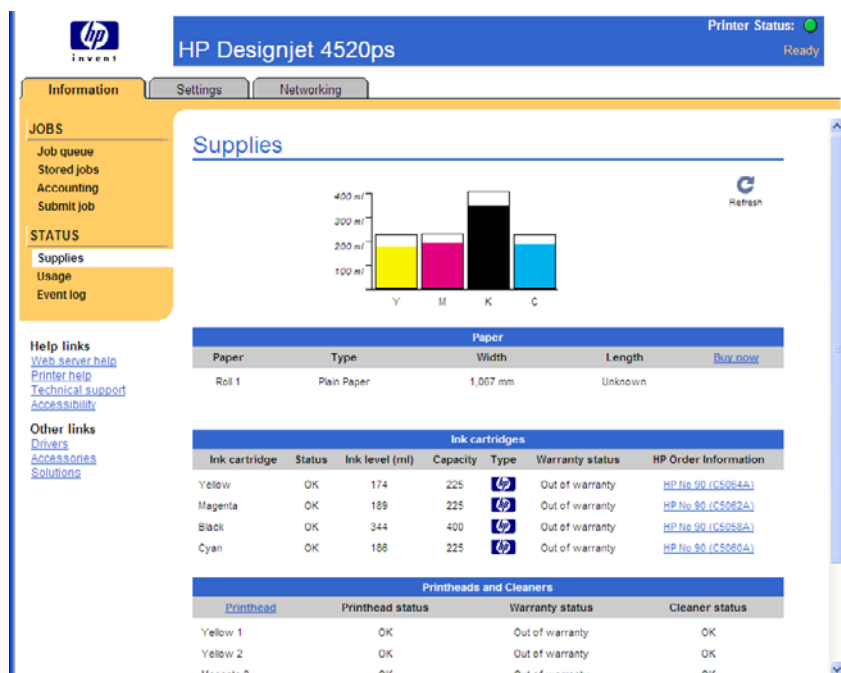 hp
invent
HP Designjet 4520ps
Printer Status:
Ready
Information Settings Networking
JOBS
Job queue
Stored jobs
Accounting
Submit job
STATUS
Supplies
Usage
Event log
Help links
Web server help
Printer help
Technical support
Accessibility
Other links
Drivers
Accessories
Solutions
Supplies
Refresh
400 ml
300 ml
200 ml
100 ml
Y M K C
Paper
Paper Type Width Length Buy now
Roll 1 Plain Paper 1,067 mm Unknown
Ink cartridges
Ink cartridge Status Ink level (ml) Capacity Type Warranty status HP Order Information
Yellow OK 174 225 hp Out of warranty HP No 90 (C5064A)
Magenta OK 189 225 hp Out of warranty HP No 90 (C5062A)
Black OK 344 400 hp Out of warranty HP No 90 (C5058A)
Cyan OK 186 225 hp Out of warranty HP No 90 (C5060A)
Printheads and Cleaners
Printhead Printhead status Warranty status Cleaner status
Yellow 1 OK Out of warranty OK
Yellow 2 OK Out of warranty OK